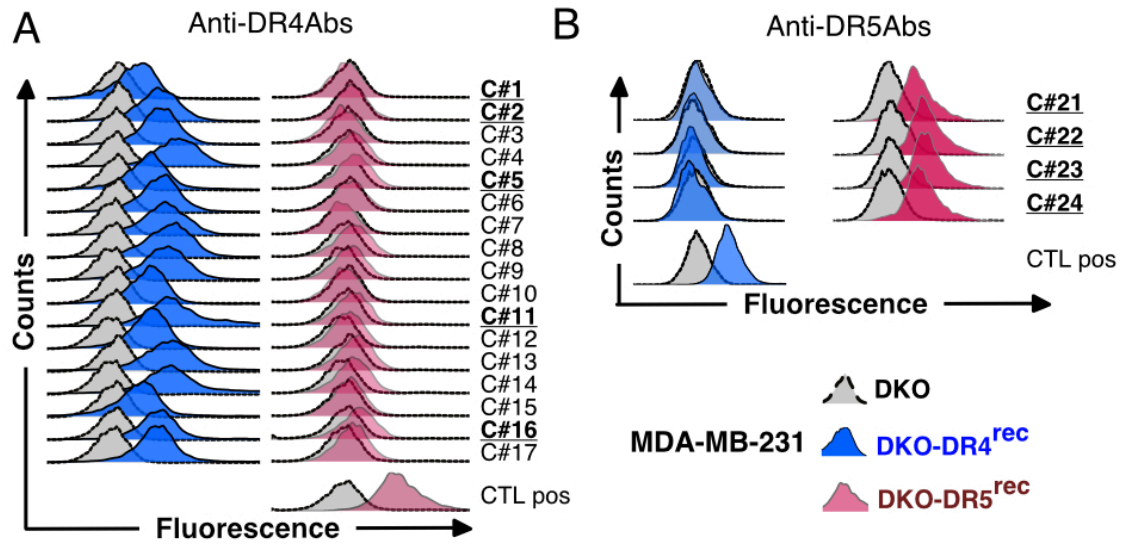 A
Anti-DR4Abs
C#1
C#2
C#3
C#4
C#5
C#6
C#7
C#8
C#9
C#10
C#11
C#12
C#13
C#14
C#15
C#16
C#17
CTL pos
Counts
Fluorescence
B
Anti-DR5Abs
C#21
C#22
C#23
C#24
CTL pos
Counts
Fluorescence
DKO
MDA-MB-231 DKO-DR4rec
DKO-DR5rec